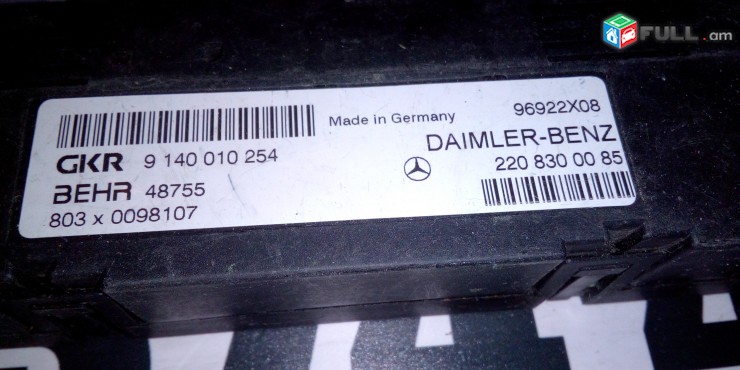 FULL.am
Made in Germany
96922X08
GKR 9 140 010 254
DAIMLER-BENZ
BEHR 48755
220 830 00 85
803 x 0098107